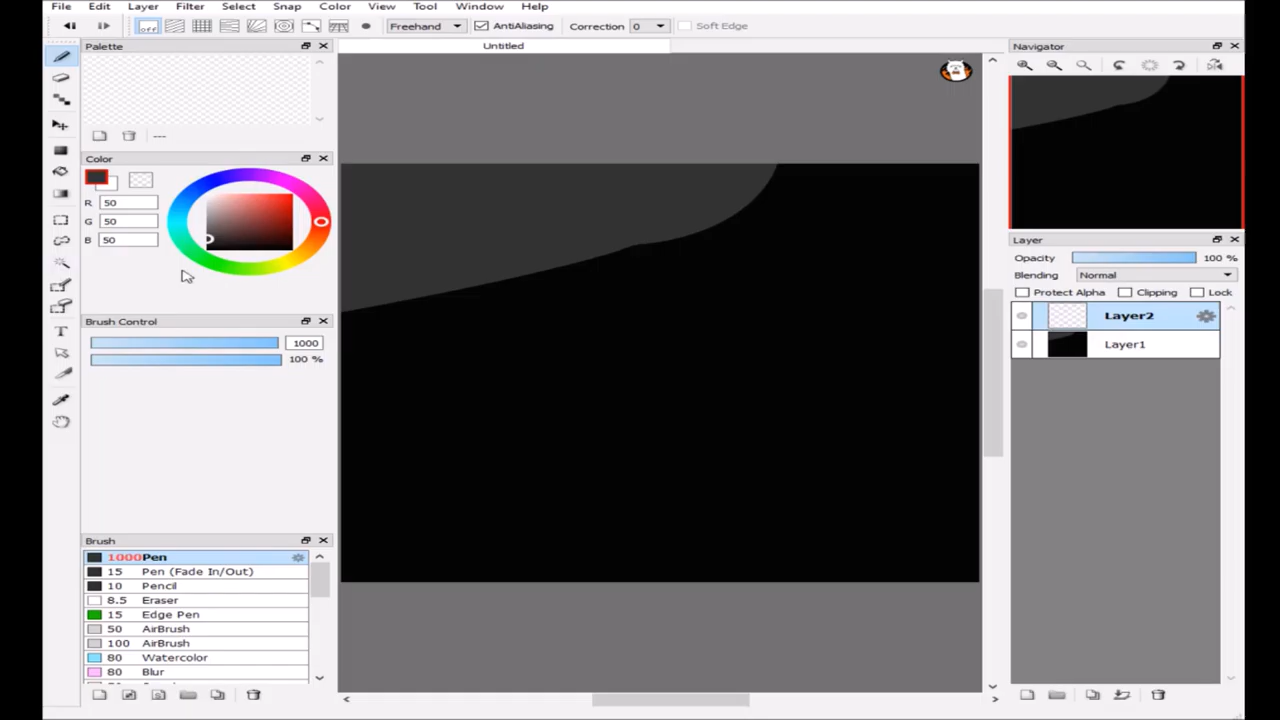 File Edit Layer Filter Select Snap Color View Tool Window Help
off Freehand AntiAliasing Correction 0 Soft Edge
Palette
---
Color
R 50
G 50
B 50
Brush Control
1000
100 %
Brush
1000 Pen
15 Pen (Fade In/Out)
10 Pencil
8.5 Eraser
15 Edge Pen
50 AirBrush
100 AirBrush
80 Watercolor
80 Blur
Untitled
Navigator
Layer
Opacity 100 %
Blending Normal
Protect Alpha Clipping Lock
Layer2
Layer1
T